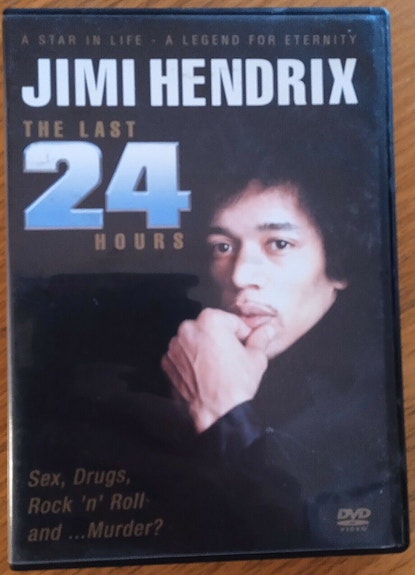 A STAR IN LIFE - A LEGEND FOR ETERNITY
JIMI HENDRIX
THE LAST
24
HOURS
Sex, Drugs,
Rock 'n' Roll
and ...Murder?
DVD
VIDEO